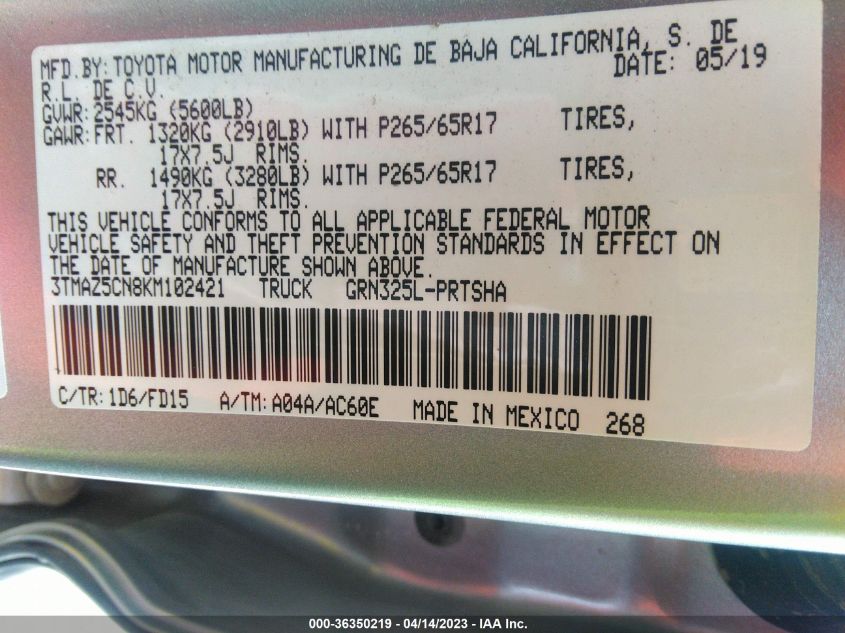 MFD.BY: TOYOTA MOTOR MANUFACTURING DE BAJA CALIFORNIA, S. DE
R.L. DE C.V. DATE: 05/19
GVWR: 2545KG (5600LB)
GAWR: FRT. 1320KG (2910LB) WITH P265/65R17 TIRES,
17X7.5J RIMS.
RR. 1490KG (3280LB) WITH P265/65R17 TIRES,
17X7.5J RIMS.
THIS VEHICLE CONFORMS TO ALL APPLICABLE FEDERAL MOTOR
VEHICLE SAFETY AND THEFT PREVENTION STANDARDS IN EFFECT ON
THE DATE OF MANUFACTURE SHOWN ABOVE.
3TMAZ5CN8KM102421 TRUCK GRN325L-PRTSHA
C/TR: 1D6/FD15 A/TM: A04A/AC60E MADE IN MEXICO 268
000-36350219 - 04/14/2023 - IAA Inc.